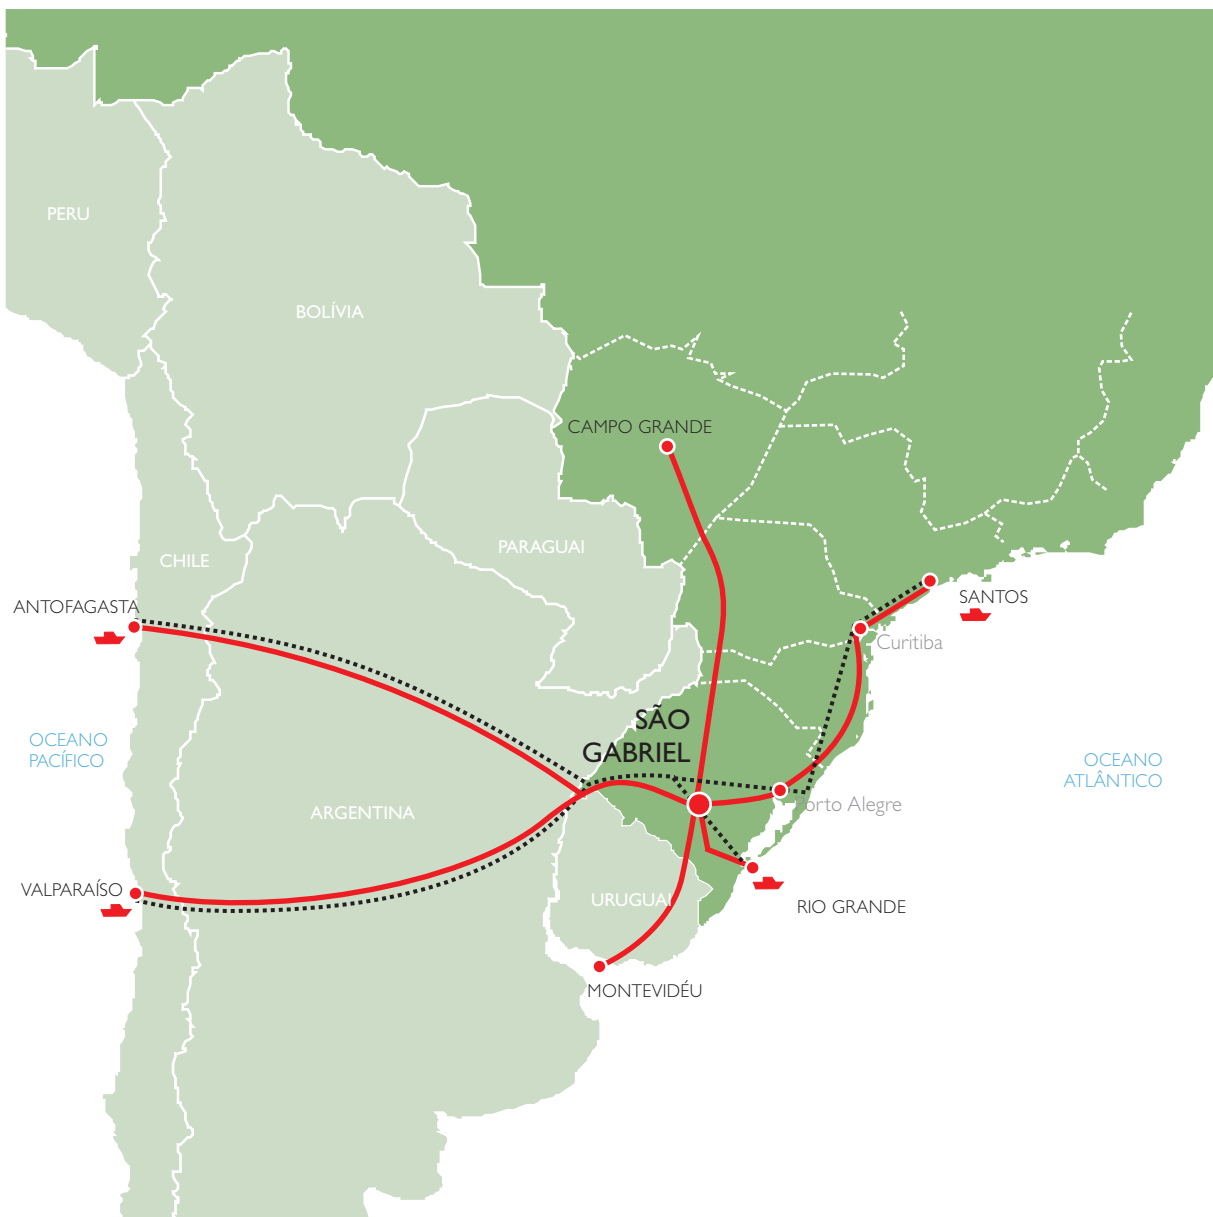 PERU
BOLÍVIA
CAMPO GRANDE
PARAGUAI
CHILE
ANTOFAGASTA
SANTOS
Curitiba
SÃO
GABRIEL
OCEANO
PACÍFICO
OCEANO
ATLÂNTICO
Porto Alegre
ARGENTINA
VALPARAÍSO
URUGUAI
RIO GRANDE
MONTEVIDÉU